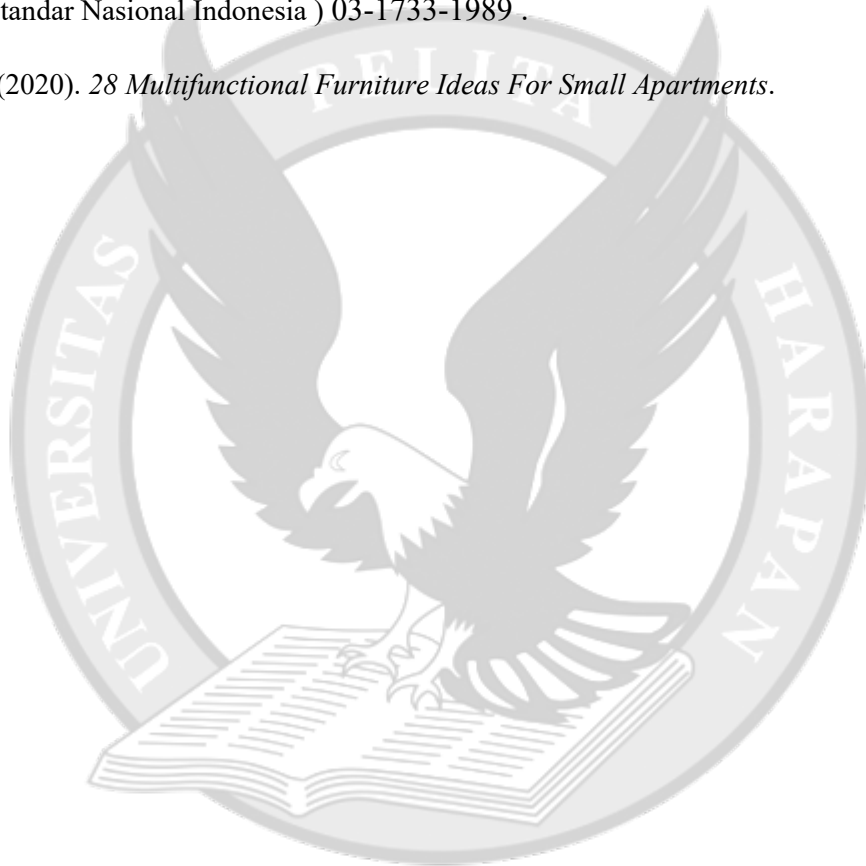 tandar Nasional Indonesia ) 03-1733-1989 .
(2020). 28 Multifunctional Furniture Ideas For Small Apartments.
UNIVERSITAS PELITA HARAPAN